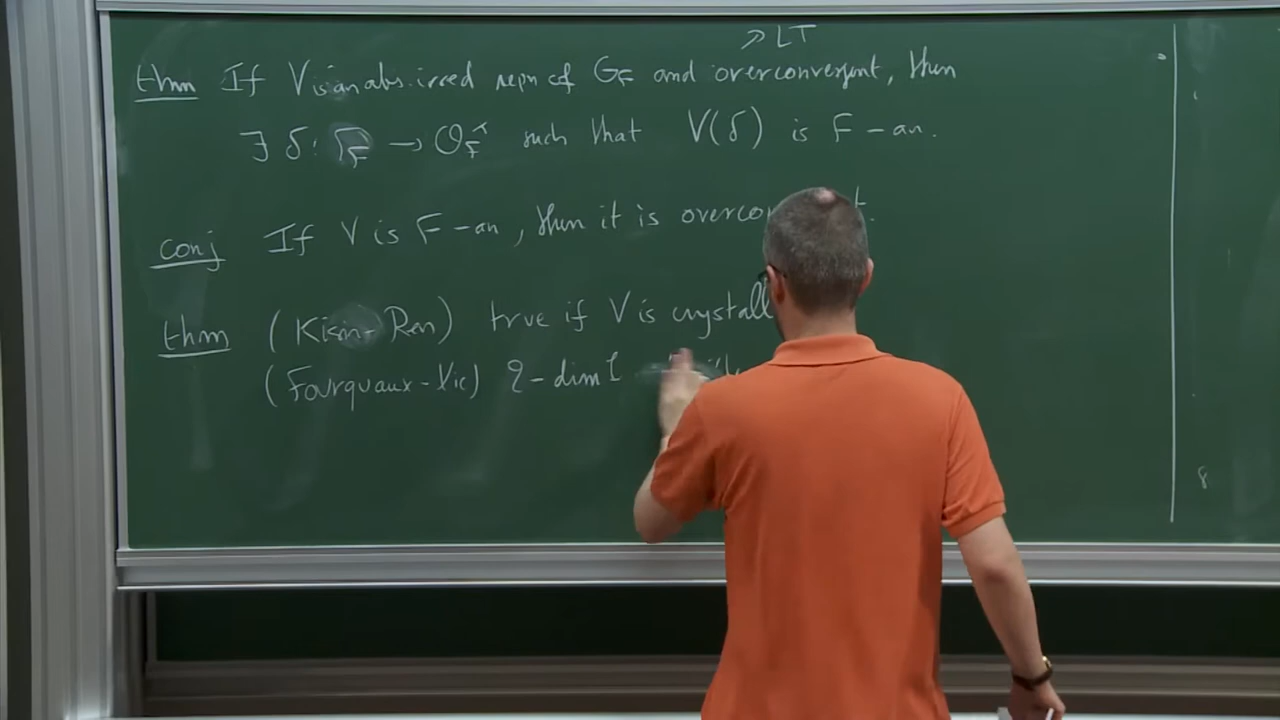 ↗ LT
thm If V is an abs. irred repn of G_F and overconvergent, then
∃ δ: Γ_F → O_F^× such that V(δ) is F-an.
conj If V is F-an, then it is overco t.
thm (Kisin-Ren) true if V is crystall
(Fourquaux-Xie) 2-dim'l
8